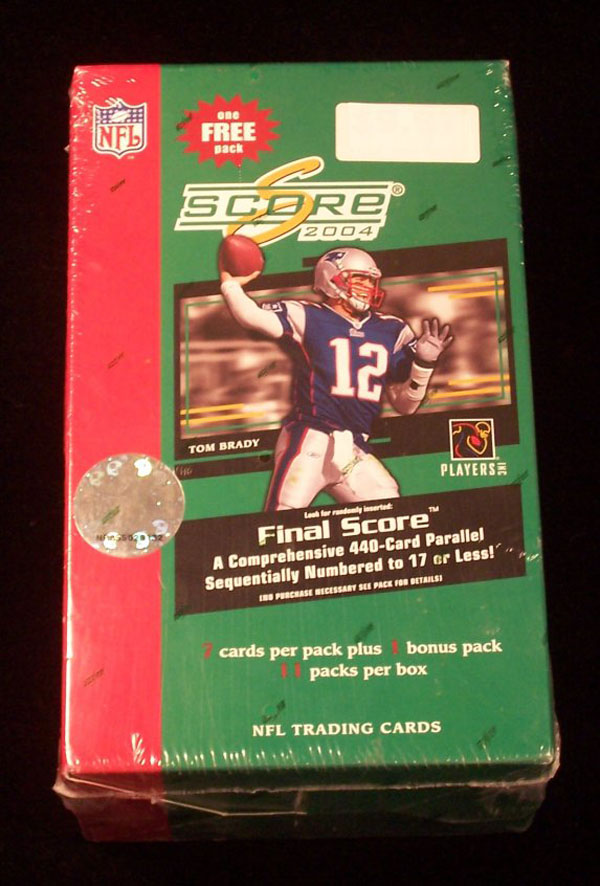 NFL
one
FREE
pack
SCORE®
2004
12
TOM BRADY
PLAYERS INC
Look for randomly inserted:
Final Score™
A Comprehensive 440-Card Parallel
Sequentially Numbered to 17 or Less!
(NO PURCHASE NECESSARY SEE PACK FOR DETAILS)
7 cards per pack plus 1 bonus pack
11 packs per box
NFL TRADING CARDS